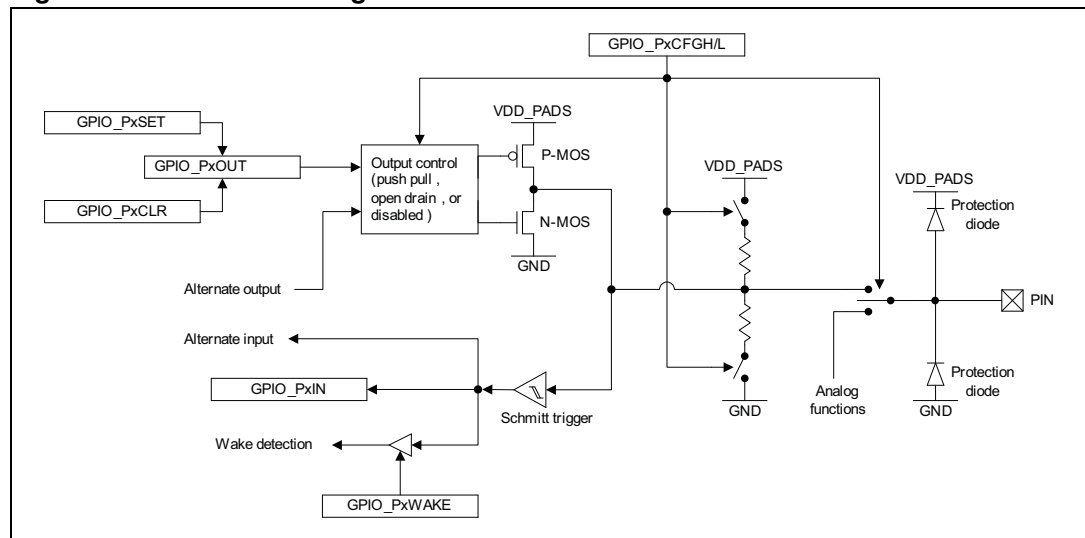 GPIO_PxCFGH/L
GPIO_PxSET
GPIO_PxOUT
GPIO_PxCLR
Output control
(push pull ,
open drain , or
disabled )
VDD_PADS
P-MOS
N-MOS
GND
Alternate output
Alternate input
GPIO_PxIN
Schmitt trigger
Wake detection
GPIO_PxWAKE
VDD_PADS
GND
Analog
functions
VDD_PADS
Protection
diode
PIN
Protection
diode
GND